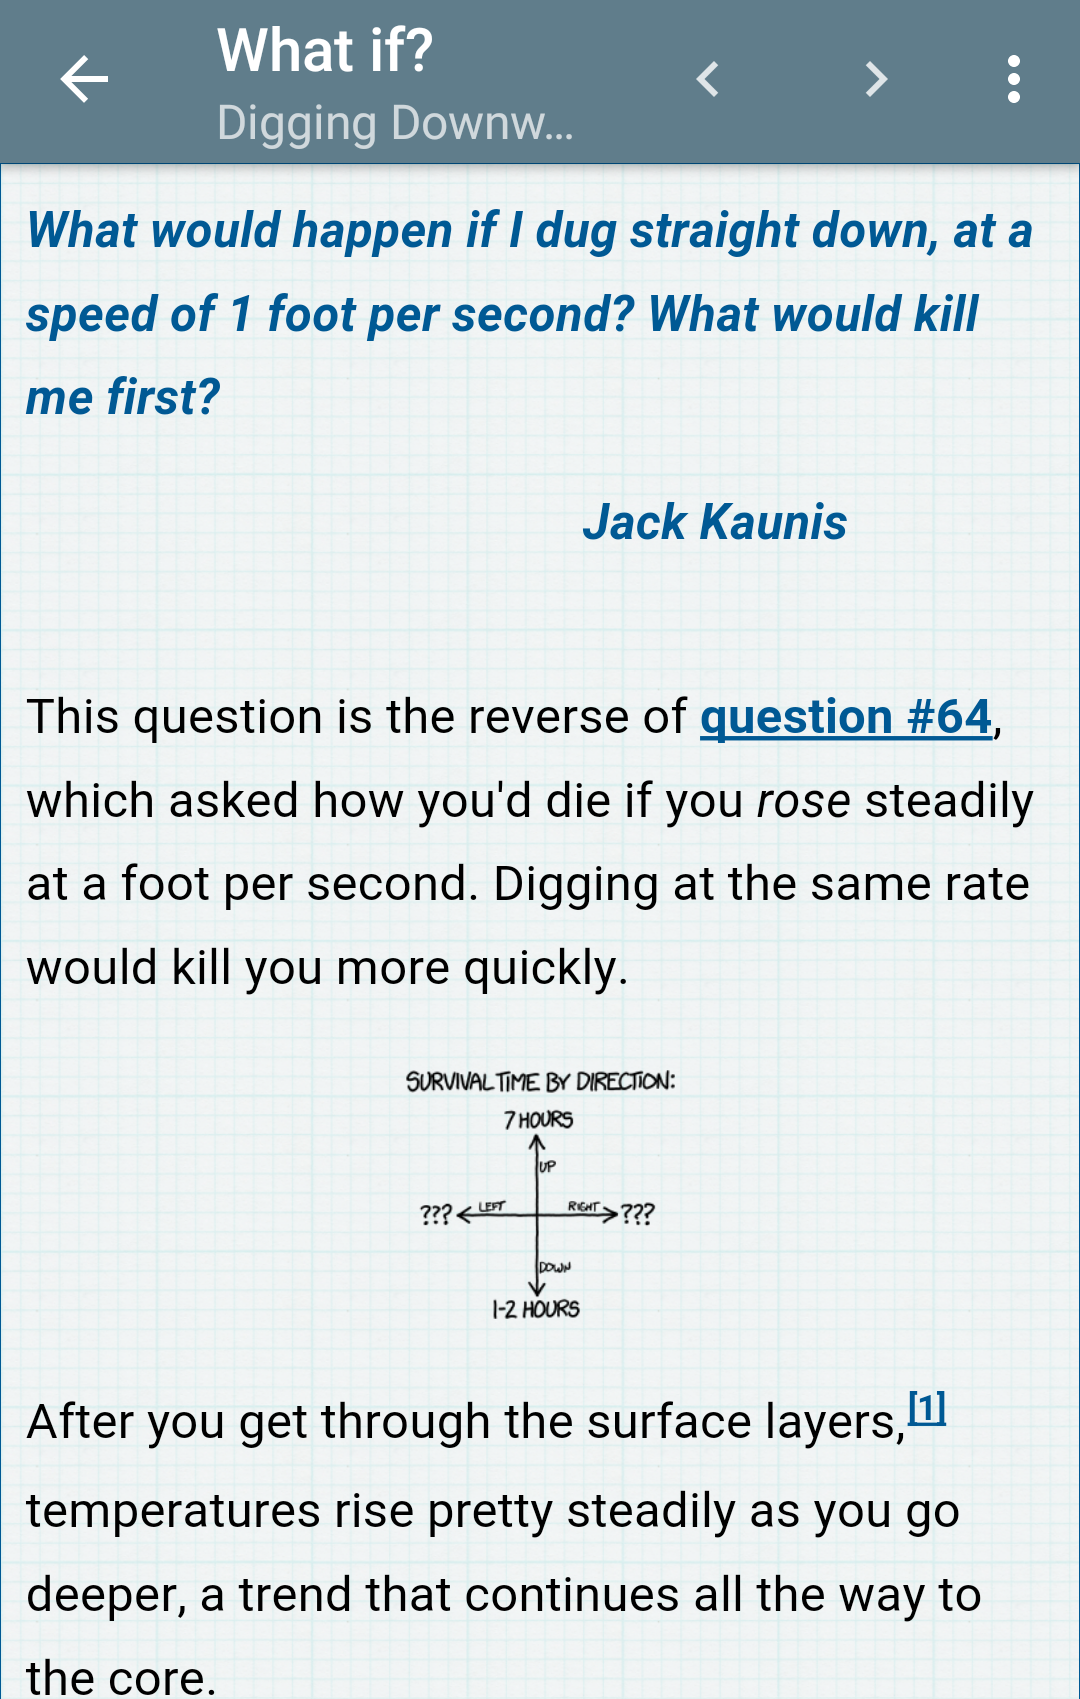 What if?
Digging Downw...
What would happen if I dug straight down, at a
speed of 1 foot per second? What would kill
me first?
Jack Kaunis
This question is the reverse of question #64,
which asked how you'd die if you rose steadily
at a foot per second. Digging at the same rate
would kill you more quickly.
SURVIVAL TIME BY DIRECTION:
7 HOURS
UP
??? LEFT RIGHT ???
DOWN
1-2 HOURS
After you get through the surface layers,[1]
temperatures rise pretty steadily as you go
deeper, a trend that continues all the way to
the core.